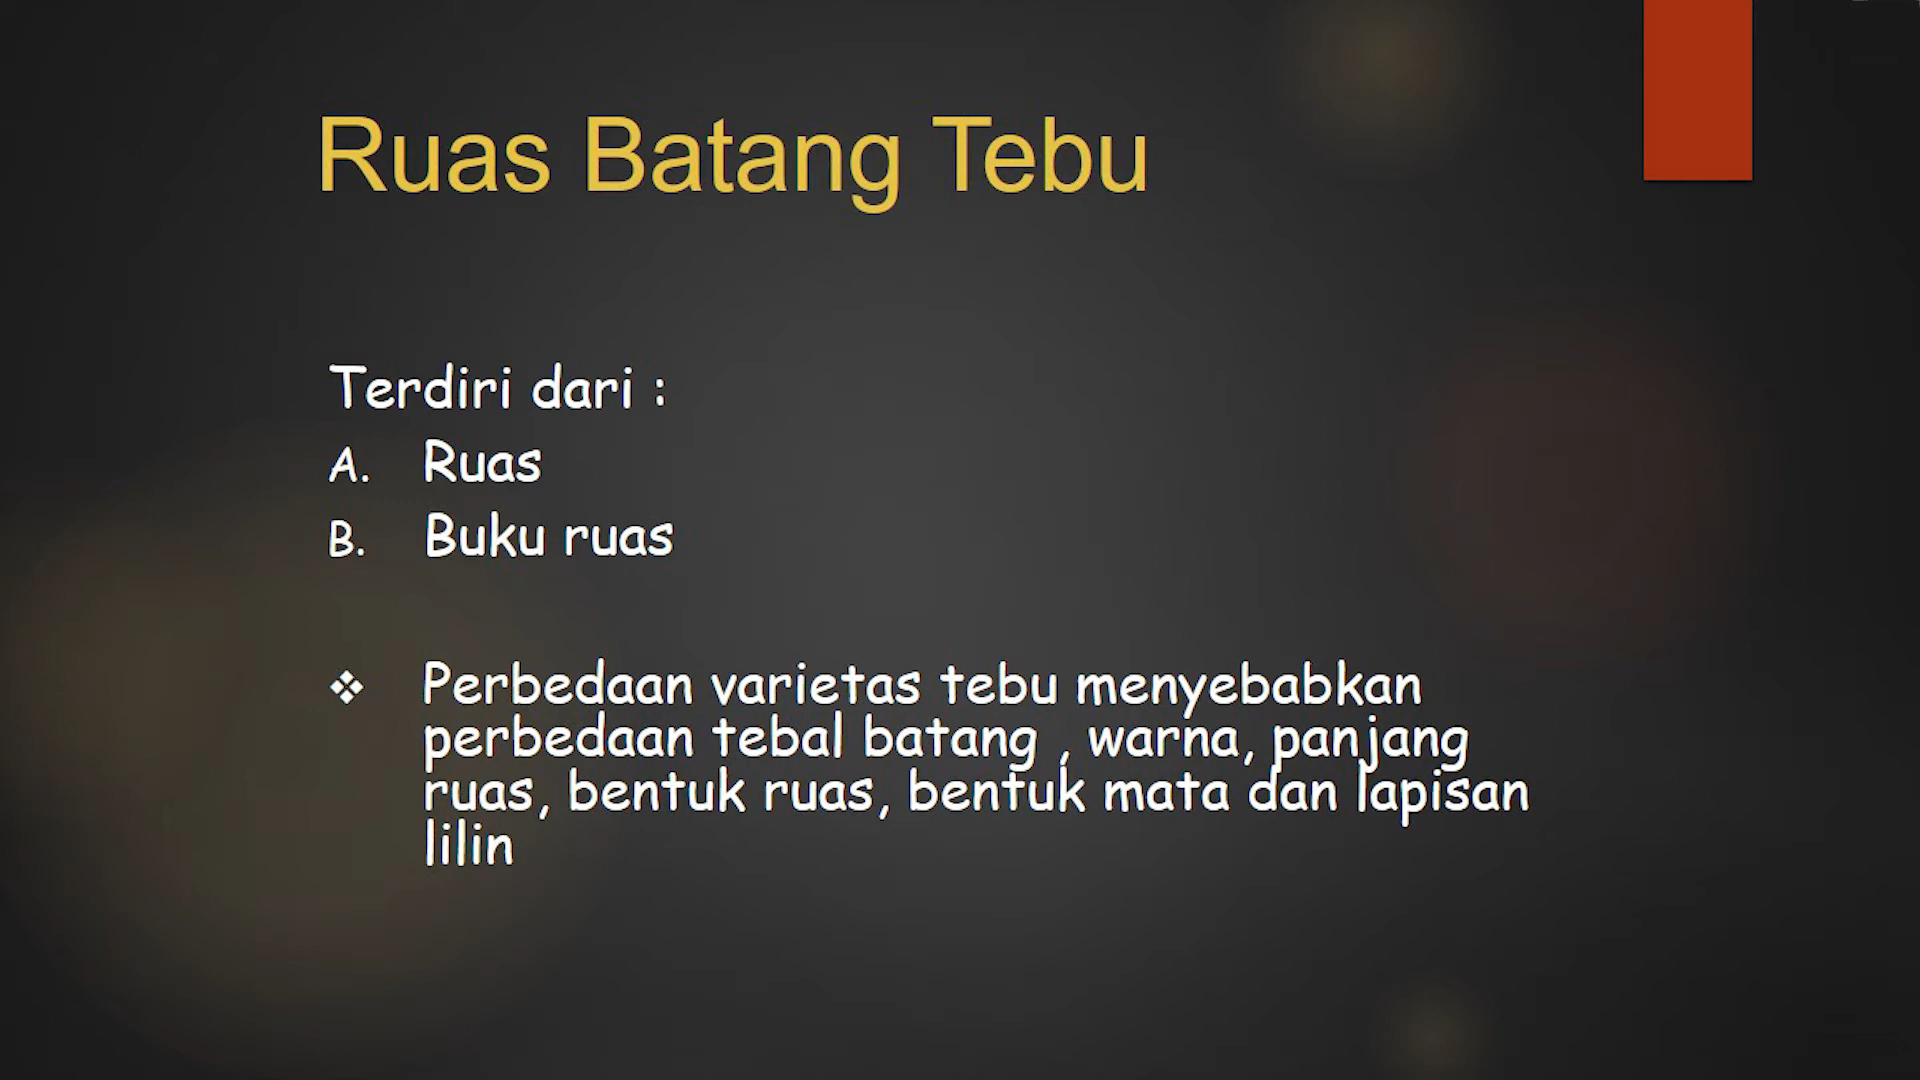 Ruas Batang Tebu
Terdiri dari :
A. Ruas
B. Buku ruas
❖ Perbedaan varietas tebu menyebabkan
perbedaan tebal batang , warna, panjang
ruas, bentuk ruas, bentuk mata dan lapisan
lilin